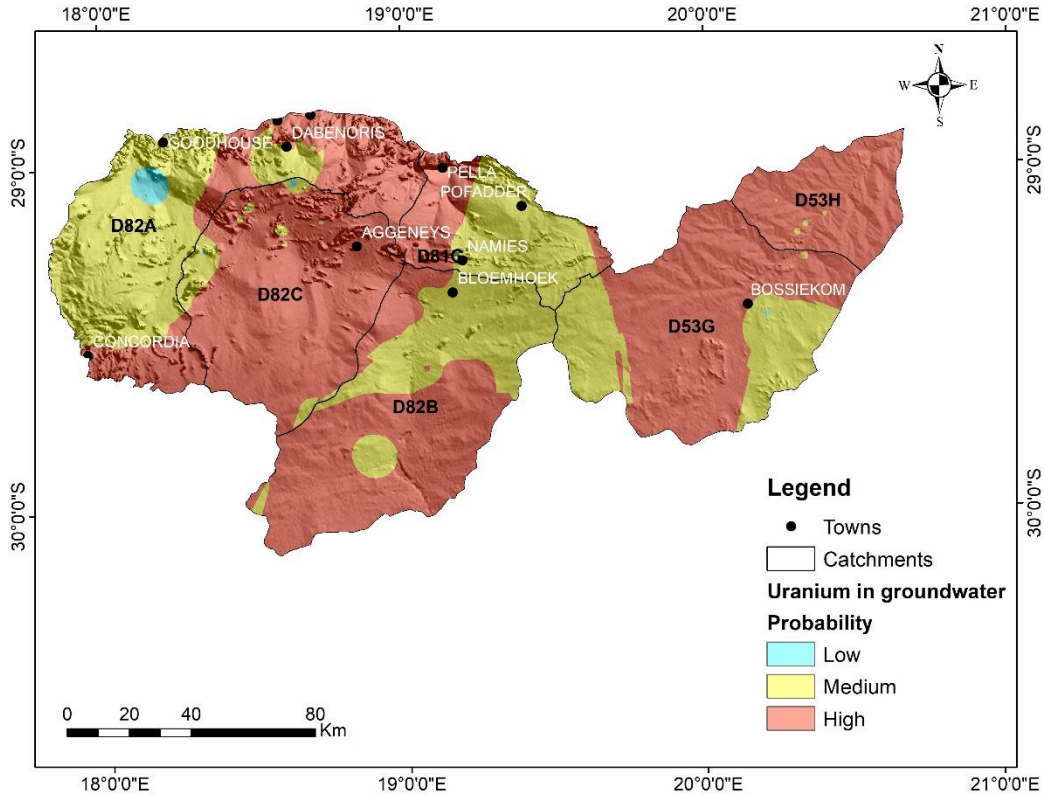 18°0'0"E 19°0'0"E 20°0'0"E 21°0'0"E
N
W E
S
29°0'0"S
29°0'0"S
30°0'0"S
30°0'0"S
GOODHOUSE
DABENORIS
PELLA
POFADDER
D53H
D82A
AGGENEYS
NAMIES
D81G
BLOEMHOEK
D82C
BOSSIEKOM
D53G
CONCORDIA
D82B
Legend
Towns
Catchments
Uranium in groundwater
Probability
Low
Medium
High
0 20 40 80
Km
18°0'0"E 19°0'0"E 20°0'0"E 21°0'0"E